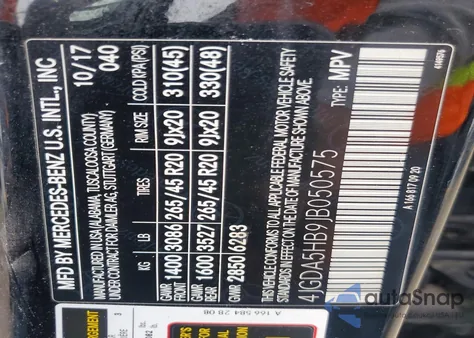 MFD BY MERCEDES-BENZ U.S. INTL., INC
10/17
MANUFACTURED IN USA (ALABAMA, TUSCALOOSA COUNTY)
040
UNDER CONTRACT FOR DAIMLER AG, STUTTGART (GERMANY)
KG LB TIRES RIM SIZE COLD KPA/(PSI)
GAWR FRONT 1400 3086 265/45 R20 9Jx20 310(45)
GAWR REAR 1600 3527 265/45 R20 9Jx20 330(48)
GVWR 2850 6283
THIS VEHICLE CONFORMS TO ALL APPLICABLE FEDERAL MOTOR VEHICLE SAFETY
STANDARDS IN EFFECT ON THE DATE OF MANUFACTURE SHOWN ABOVE.
4JGDA5HB9JB050575 TYPE: MPV
A 166 817 09 20
A 166 584 28 08
autoSnap